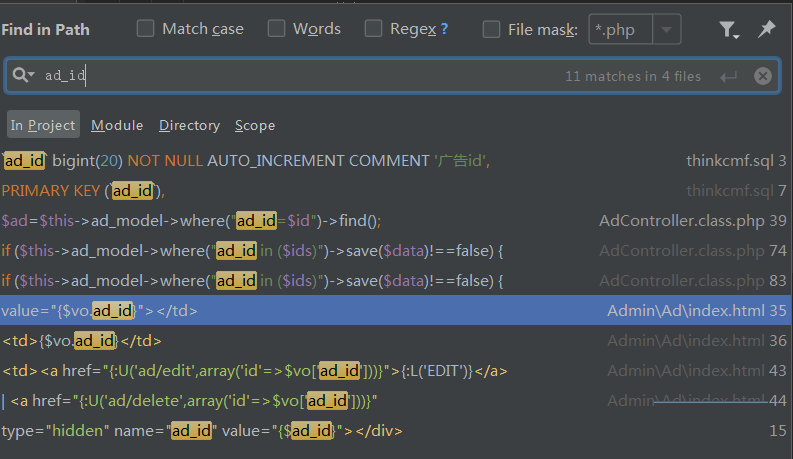 Find in Path Match case Words Regex ? File mask: *.php
ad_id 11 matches in 4 files
In Project Module Directory Scope
`ad_id` bigint(20) NOT NULL AUTO_INCREMENT COMMENT '广告id', thinkcmf.sql 3
PRIMARY KEY (`ad_id`), thinkcmf.sql 7
$ad=$this->ad_model->where("ad_id=$id")->find(); AdController.class.php 39
if ($this->ad_model->where("ad_id in ($ids)")->save($data)!==false) { AdController.class.php 74
if ($this->ad_model->where("ad_id in ($ids)")->save($data)!==false) { AdController.class.php 83
value="{$vo.ad_id}"></td> Admin\Ad\index.html 35
<td>{$vo.ad_id}</td> Admin\Ad\index.html 36
<td><a href="{:U('ad/edit',array('id'=>$vo['ad_id']))}">{:L('EDIT')}</a> Admin\Ad\index.html 43
| <a href="{:U('ad/delete',array('id'=>$vo['ad_id']))}" Admin\Ad\index.html 44
type="hidden" name="ad_id" value="{$ad_id}"></div> 15